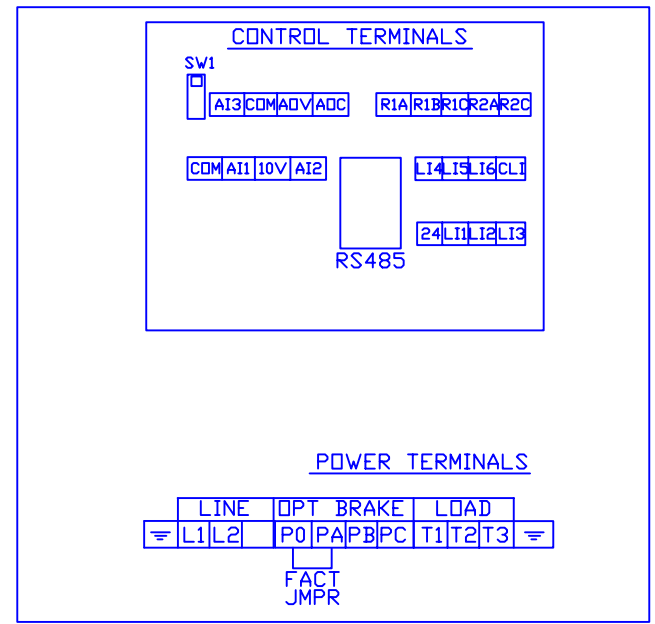 CONTROL TERMINALS
SW1
AI3 COM AOV AOC R1A R1B R1C R2A R2C
COM AI1 10V AI2 LI4 LI5 LI6 CLI
24 LI1 LI2 LI3
RS485
POWER TERMINALS
LINE OPT BRAKE LOAD
L1 L2 P0 PA PB PC T1 T2 T3
FACT
JMPR